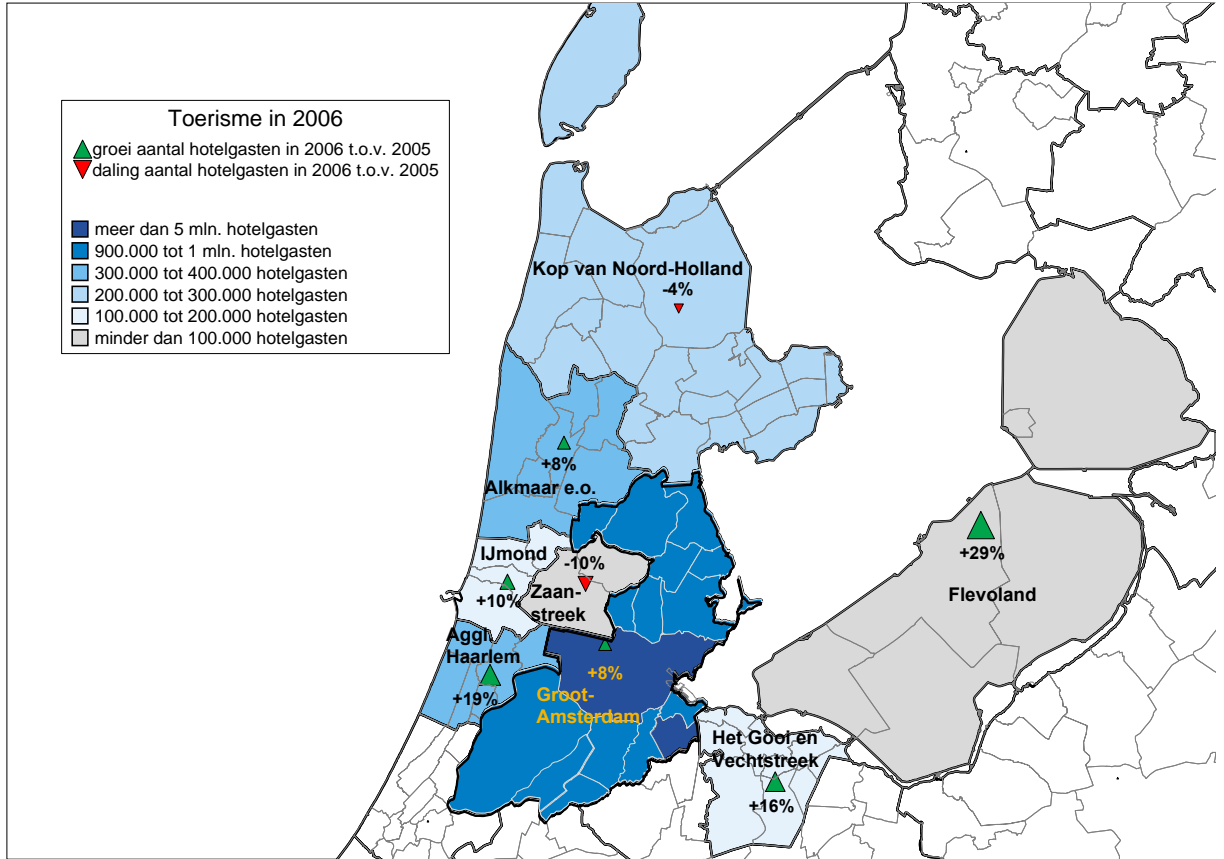 Toerisme in 2006
groei aantal hotelgasten in 2006 t.o.v. 2005
daling aantal hotelgasten in 2006 t.o.v. 2005
meer dan 5 mln. hotelgasten
900.000 tot 1 mln. hotelgasten
300.000 tot 400.000 hotelgasten
200.000 tot 300.000 hotelgasten
100.000 tot 200.000 hotelgasten
minder dan 100.000 hotelgasten
Kop van Noord-Holland
-4%
+8%
Alkmaar e.o.
IJmond
+10%
-10%
Zaan-
streek
Aggl.
Haarlem
+19%
+8%
Groot-
Amsterdam
Het Gooi en
Vechtstreek
+16%
+29%
Flevoland